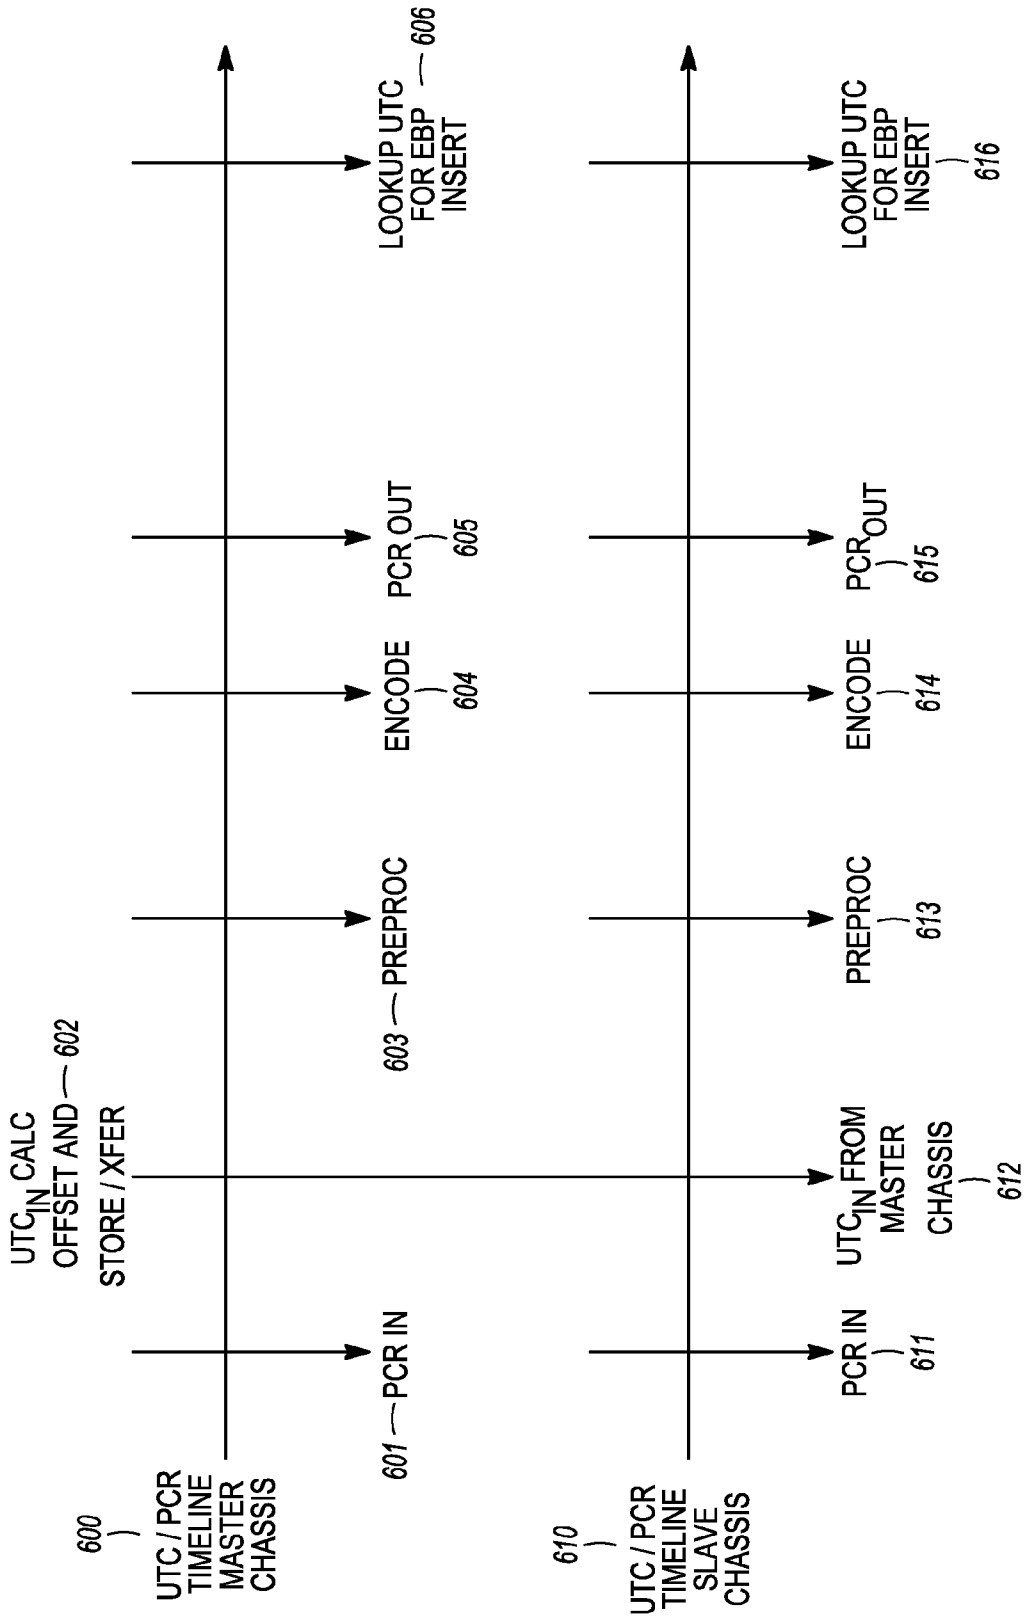 UTC_IN CALC
OFFSET AND 602
STORE / XFER
600
UTC / PCR
TIMELINE
MASTER
CHASSIS
601 PCR IN
603 PREPROC
ENCODE
604
PCR OUT
605
LOOKUP UTC
FOR EBP 606
INSERT
610
UTC / PCR
TIMELINE
SLAVE
CHASSIS
PCR IN
611
UTC_IN FROM
MASTER
CHASSIS
612
PREPROC
613
ENCODE
614
PCR_OUT
615
LOOKUP UTC
FOR EBP
INSERT
616